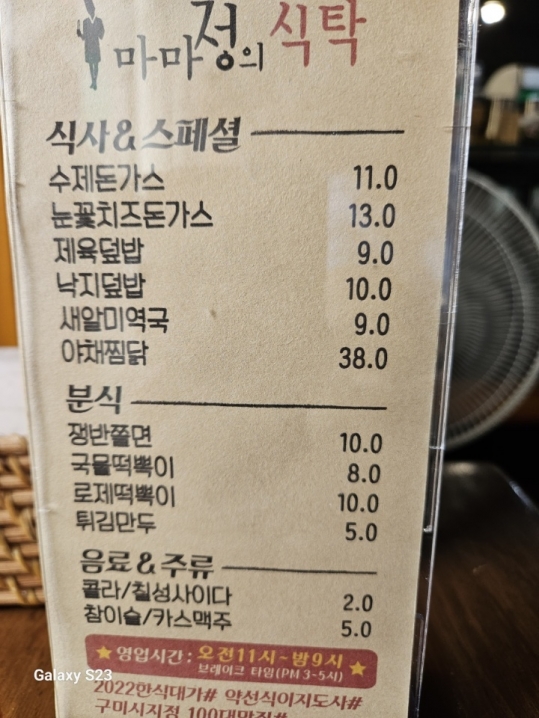 마마정의 식탁
식사&스페셜
수제돈가스 11.0
눈꽃치즈돈가스 13.0
제육덮밥 9.0
낙지덮밥 10.0
새알미역국 9.0
야채찜닭 38.0
분식
쟁반쫄면 10.0
국물떡볶이 8.0
로제떡볶이 10.0
튀김만두 5.0
음료&주류
콜라/칠성사이다 2.0
참이슬/카스맥주 5.0
영업시간: 오전11시~밤9시
브레이크 타임(PM 3~5시)
Galaxy S23
2022한식대가# 약선식이지도사#
구미시지정 100대맛집#